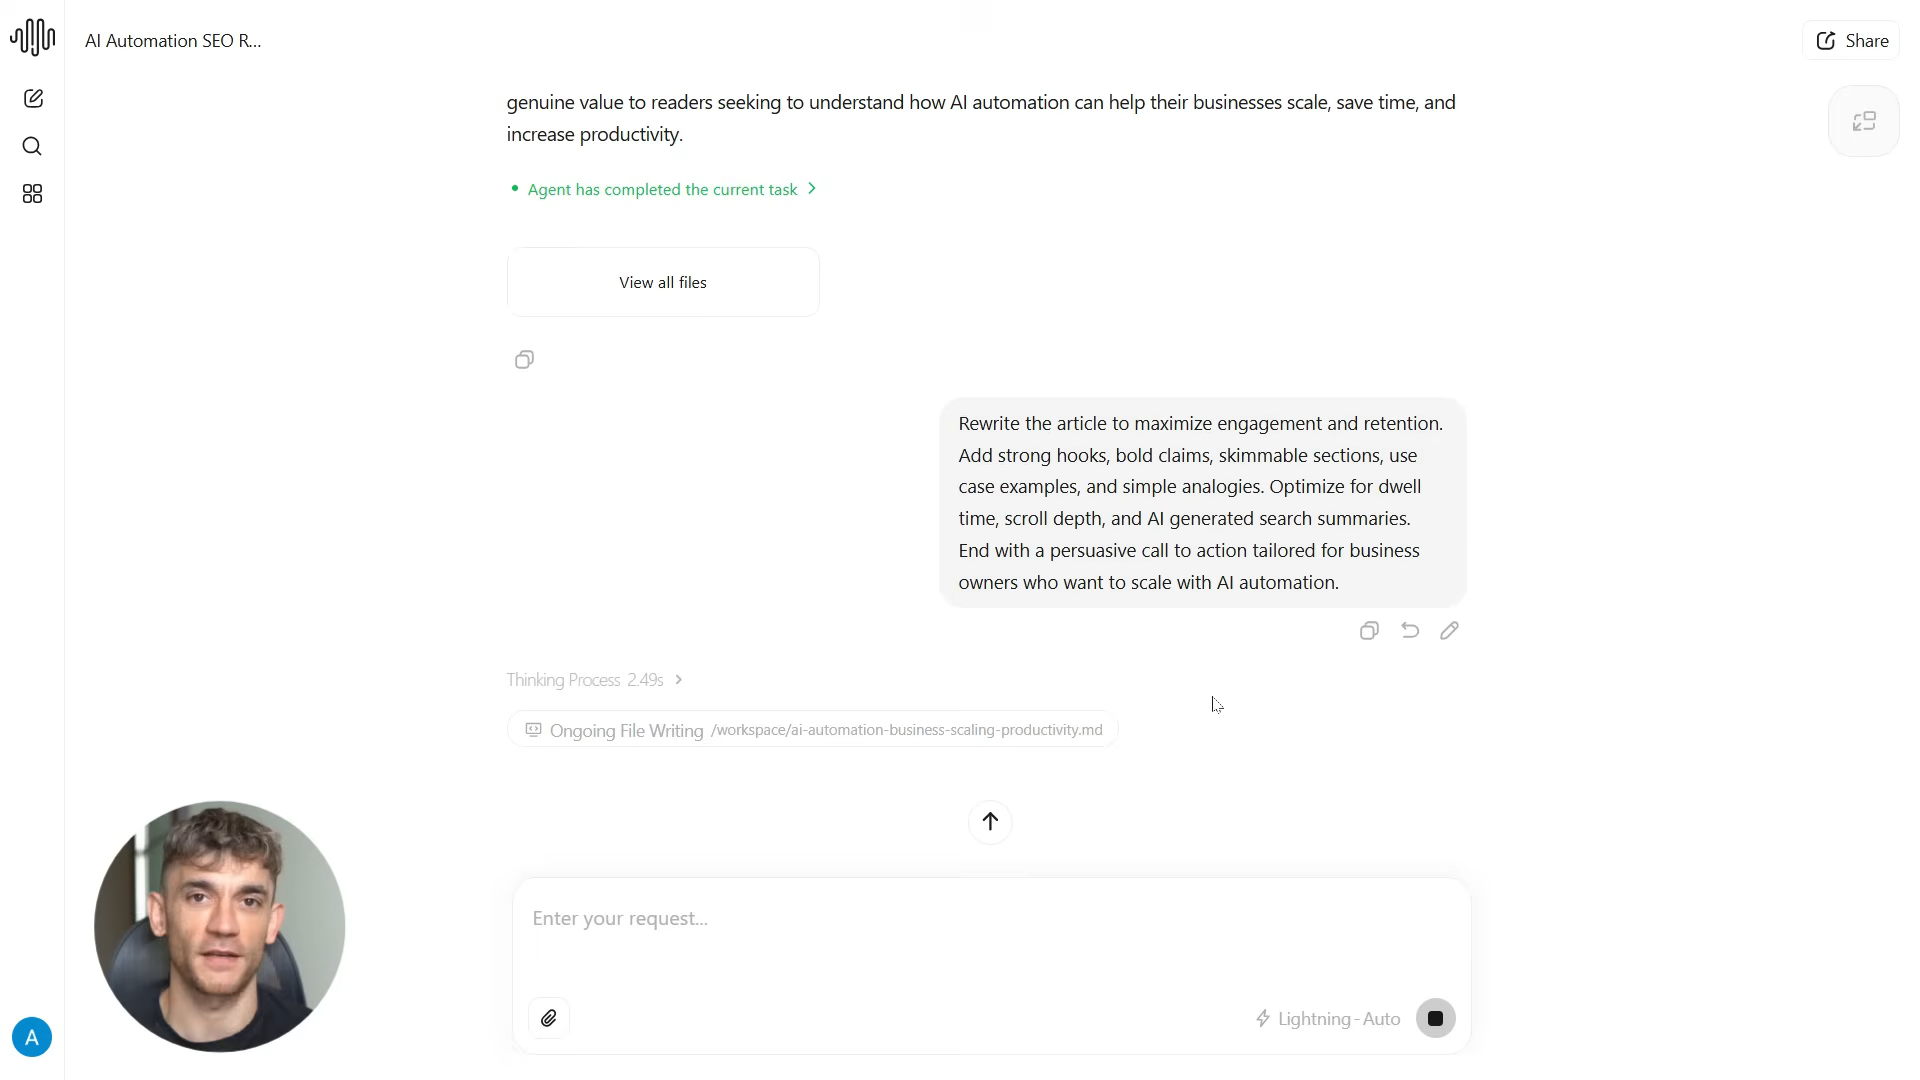 AI Automation SEO R...
Share
genuine value to readers seeking to understand how AI automation can help their businesses scale, save time, and
increase productivity.
Agent has completed the current task
View all files
Rewrite the article to maximize engagement and retention.
Add strong hooks, bold claims, skimmable sections, use
case examples, and simple analogies. Optimize for dwell
time, scroll depth, and AI generated search summaries.
End with a persuasive call to action tailored for business
owners who want to scale with AI automation.
Thinking Process 2.49s
Ongoing File Writing /workspace/ai-automation-business-scaling-productivity.md
Enter your request...
Lightning - Auto
A